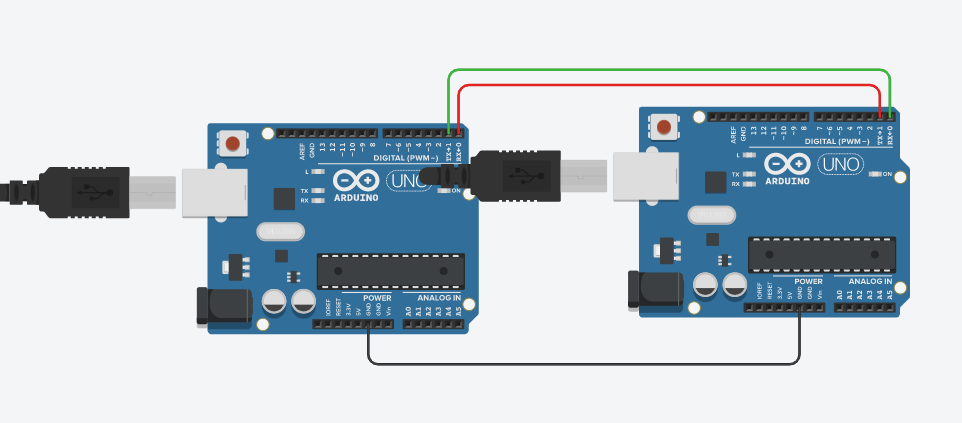 AREF
GND
13
12
~11
~10
~9
8
7
~6
~5
4
~3
2
TX→1
RX←0
DIGITAL (PWM~)
L
TX
RX
UNO
ARDUINO
ON
IOREF
RESET
3.3V
5V
GND
GND
Vin
POWER
ANALOG IN
A0
A1
A2
A3
A4
A5
AREF
GND
13
12
~11
~10
~9
8
7
~6
~5
4
~3
2
TX→1
RX←0
DIGITAL (PWM~)
L
TX
RX
UNO
ARDUINO
ON
IOREF
RESET
3.3V
5V
GND
GND
Vin
POWER
ANALOG IN
A0
A1
A2
A3
A4
A5